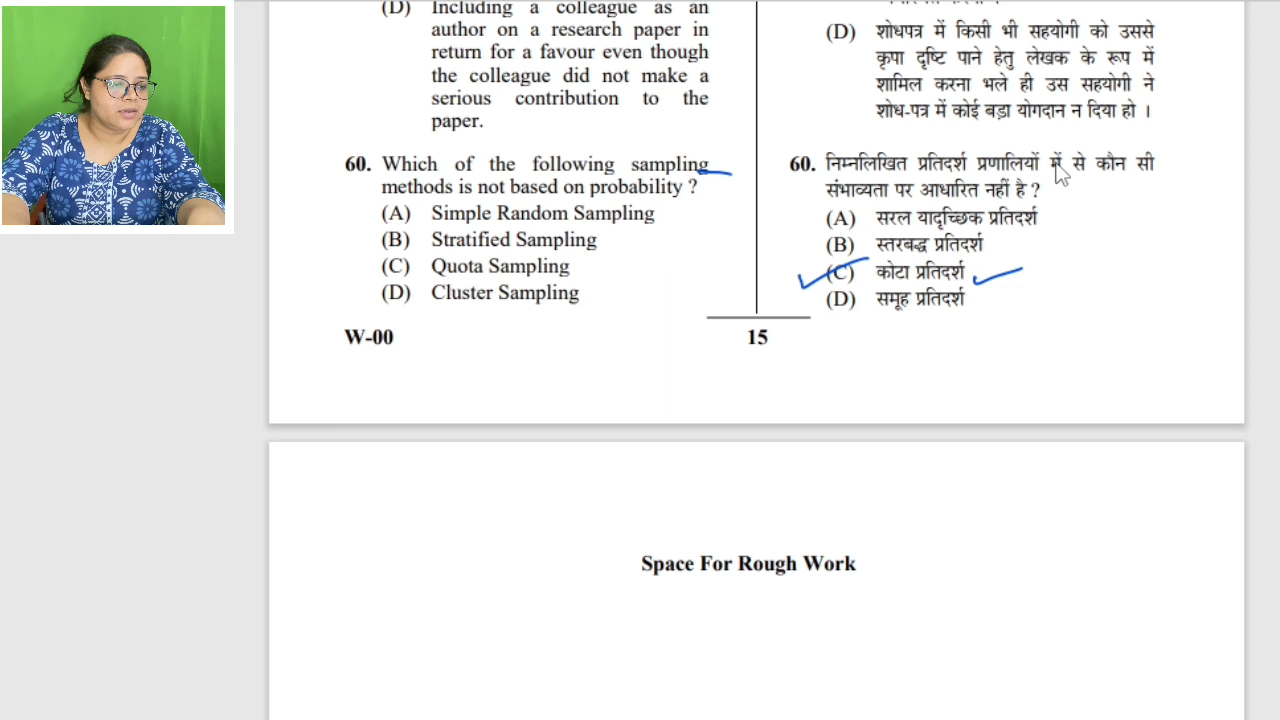 (D) Including a colleague as an
author on a research paper in
return for a favour even though
the colleague did not make a
serious contribution to the
paper.
60. Which of the following sampling
methods is not based on probability ?
(A) Simple Random Sampling
(B) Stratified Sampling
(C) Quota Sampling
(D) Cluster Sampling
(D) शोधपत्र में किसी भी सहयोगी को उससे
कृपा दृष्टि पाने हेतु लेखक के रूप में
शामिल करना भले ही उस सहयोगी ने
शोध-पत्र में कोई बड़ा योगदान न दिया हो ।
60. निम्नलिखित प्रतिदर्श प्रणालियों में से कौन सी
संभाव्यता पर आधारित नहीं है ?
(A) सरल यादृच्छिक प्रतिदर्श
(B) स्तरबद्ध प्रतिदर्श
(C) कोटा प्रतिदर्श
(D) समूह प्रतिदर्श
W-00 15
Space For Rough Work